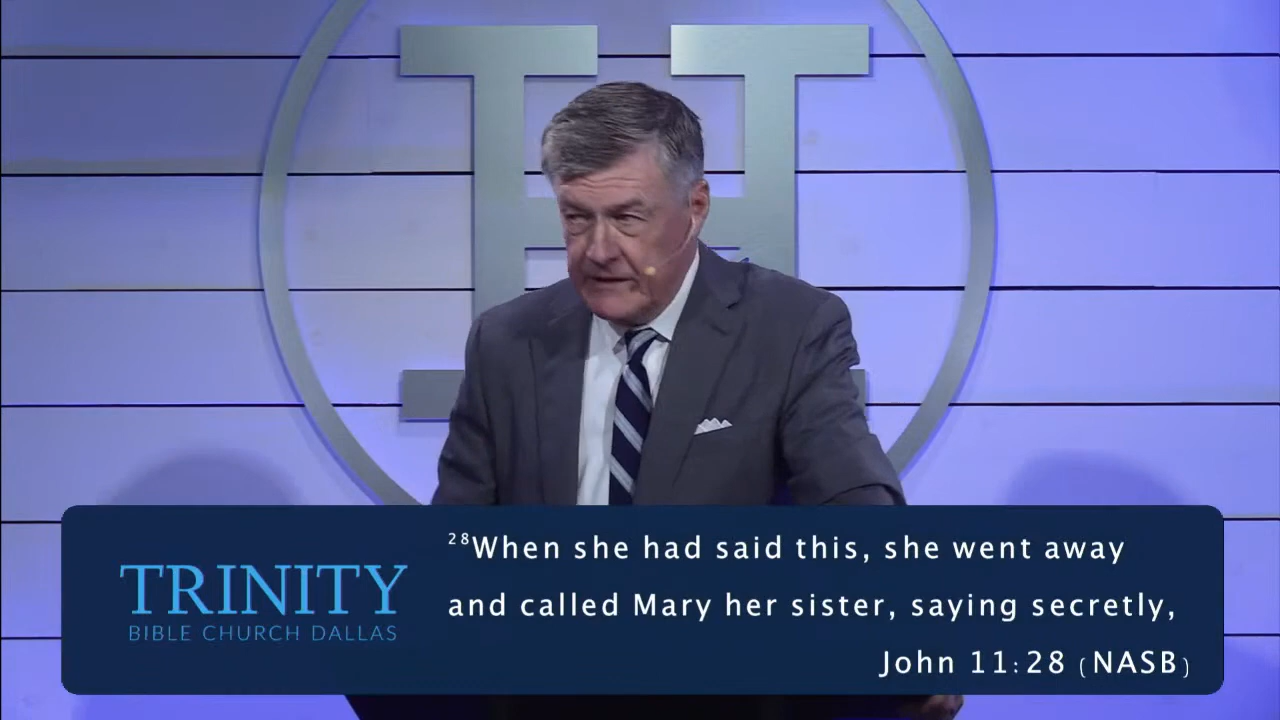 TRINITY
BIBLE CHURCH DALLAS
²⁸When she had said this, she went away
and called Mary her sister, saying secretly,
John 11:28 (NASB)